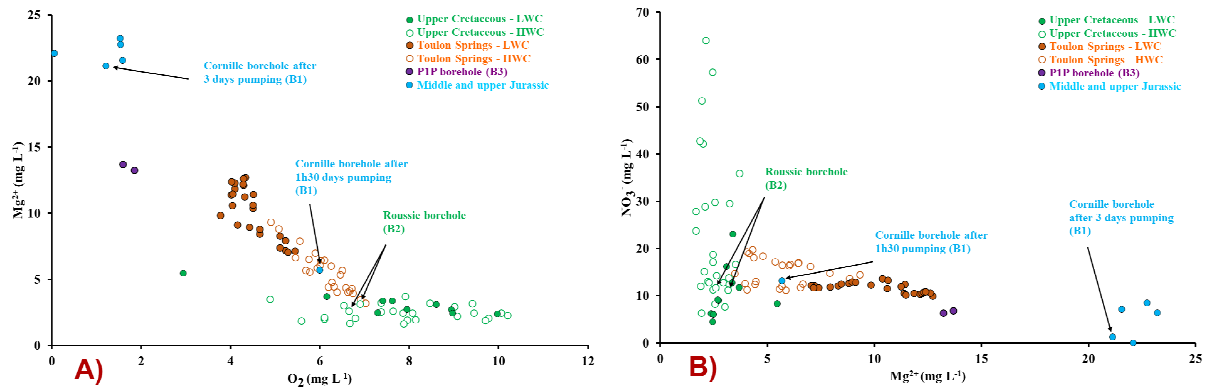 25
20
15
10
5
0
Mg²⁺ (mg L⁻¹)
0
2
4
6
8
10
12
O₂ (mg L⁻¹)
A)
Upper Cretaceous - LWC
Upper Cretaceous - HWC
Toulon Springs - LWC
Toulon Springs - HWC
P1P borehole (B3)
Middle and upper Jurassic
Cornille borehole after
3 days pumping (B1)
Cornille borehole after
1h30 days pumping
(B1)
Roussie borehole
(B2)
70
60
50
40
30
20
10
0
NO₃⁻ (mg L⁻¹)
0
5
10
15
20
25
Mg²⁺ (mg L⁻¹)
B)
Upper Cretaceous - LWC
Upper Cretaceous - HWC
Toulon Springs - LWC
Toulon Springs - HWC
P1P borehole (B3)
Middle and upper Jurassic
Roussie borehole
(B2)
Cornille borehole after
1h30 pumping (B1)
Cornille borehole
after 3 days pumping
(B1)